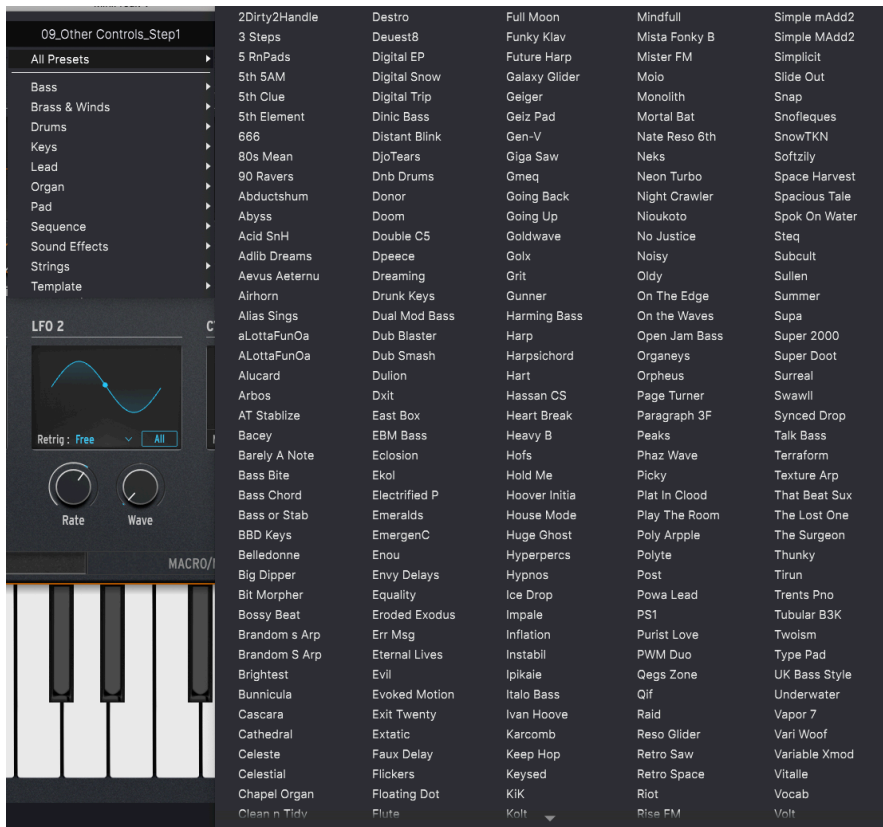 09_Other Controls_Step1
All Presets
Bass
Brass & Winds
Drums
Keys
Lead
Organ
Pad
Sequence
Sound Effects
Strings
Template
LFO 2
Retrig : Free
All
Rate
Wave
2Dirty2Handle
3 Steps
5 RnPads
5th 5AM
5th Clue
5th Element
666
80s Mean
90 Ravers
Abductshum
Abyss
Acid SnH
Adlib Dreams
Aevus Aeternu
Airhorn
Alias Sings
aLottaFunOa
ALottaFunOa
Alucard
Arbos
AT Stablize
Bacey
Barely A Note
Bass Bite
Bass Chord
Bass or Stab
BBD Keys
Belledonne
Big Dipper
Bit Morpher
Bossy Beat
Brandom s Arp
Brandom S Arp
Brightest
Bunnicula
Cascara
Cathedral
Celeste
Celestial
Chapel Organ
Clean n Tidy
Destro
Deuest8
Digital EP
Digital Snow
Digital Trip
Dinic Bass
Distant Blink
DjoTears
Dnb Drums
Donor
Doom
Double C5
Dpeece
Dreaming
Drunk Keys
Dual Mod Bass
Dub Blaster
Dub Smash
Dulion
Dxit
East Box
EBM Bass
Eclosion
Ekol
Electrified P
Emeralds
EmergenC
Enou
Envy Delays
Equality
Eroded Exodus
Err Msg
Eternal Lives
Evil
Evoked Motion
Exit Twenty
Extatic
Faux Delay
Flickers
Floating Dot
Flute
Full Moon
Funky Klav
Future Harp
Galaxy Glider
Geiger
Geiz Pad
Gen-V
Giga Saw
Gmeq
Going Back
Going Up
Goldwave
Golx
Grit
Gunner
Harming Bass
Harp
Harpsichord
Hart
Hassan CS
Heart Break
Heavy B
Hofs
Hold Me
Hoover Initia
House Mode
Huge Ghost
Hyperpercs
Hypnos
Ice Drop
Impale
Inflation
Instabil
Ipikaie
Italo Bass
Ivan Hoove
Karcomb
Keep Hop
Keysed
KiK
Kolt
Mindfull
Mista Fonky B
Mister FM
Moio
Monolith
Mortal Bat
Nate Reso 6th
Neks
Neon Turbo
Night Crawler
Nioukoto
No Justice
Noisy
Oldy
On The Edge
On the Waves
Open Jam Bass
Organeys
Orpheus
Page Turner
Paragraph 3F
Peaks
Phaz Wave
Picky
Plat In Clood
Play The Room
Poly Arpple
Polyte
Post
Powa Lead
PS1
Purist Love
PWM Duo
Qegs Zone
Qif
Raid
Reso Glider
Retro Saw
Retro Space
Riot
Rise FM
Simple mAdd2
Simple MAdd2
Simplicit
Slide Out
Snap
Snofleques
SnowTKN
Softzily
Space Harvest
Spacious Tale
Spok On Water
Steq
Subcult
Sullen
Summer
Supa
Super 2000
Super Doot
Surreal
Swawll
Synced Drop
Talk Bass
Terraform
Texture Arp
That Beat Sux
The Lost One
The Surgeon
Thunky
Tirun
Trents Pno
Tubular B3K
Twoism
Type Pad
UK Bass Style
Underwater
Vapor 7
Vari Woof
Variable Xmod
Vitalle
Vocab
Volt